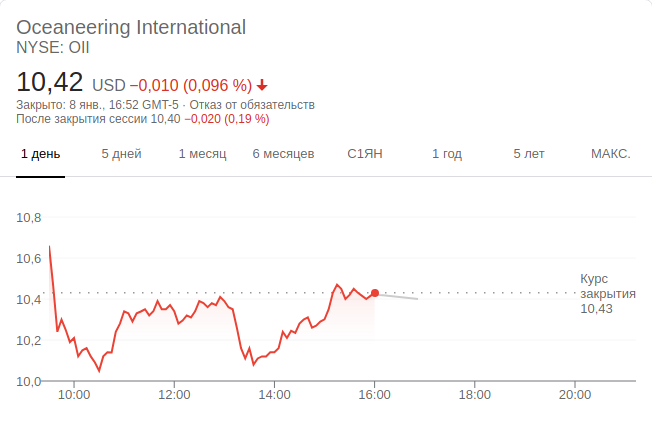 Oceaneering International
NYSE: OII
10,42 USD −0,010 (0,096 %)
Закрыто: 8 янв., 16:52 GMT-5 · Отказ от обязательств
После закрытия сессии 10,40 −0,020 (0,19 %)
1 день 5 дней 1 месяц 6 месяцев С1ЯН 1 год 5 лет МАКС.
10,8
10,6
10,4
10,2
10,0
Курс
закрытия
10,43
10:00 12:00 14:00 16:00 18:00 20:00